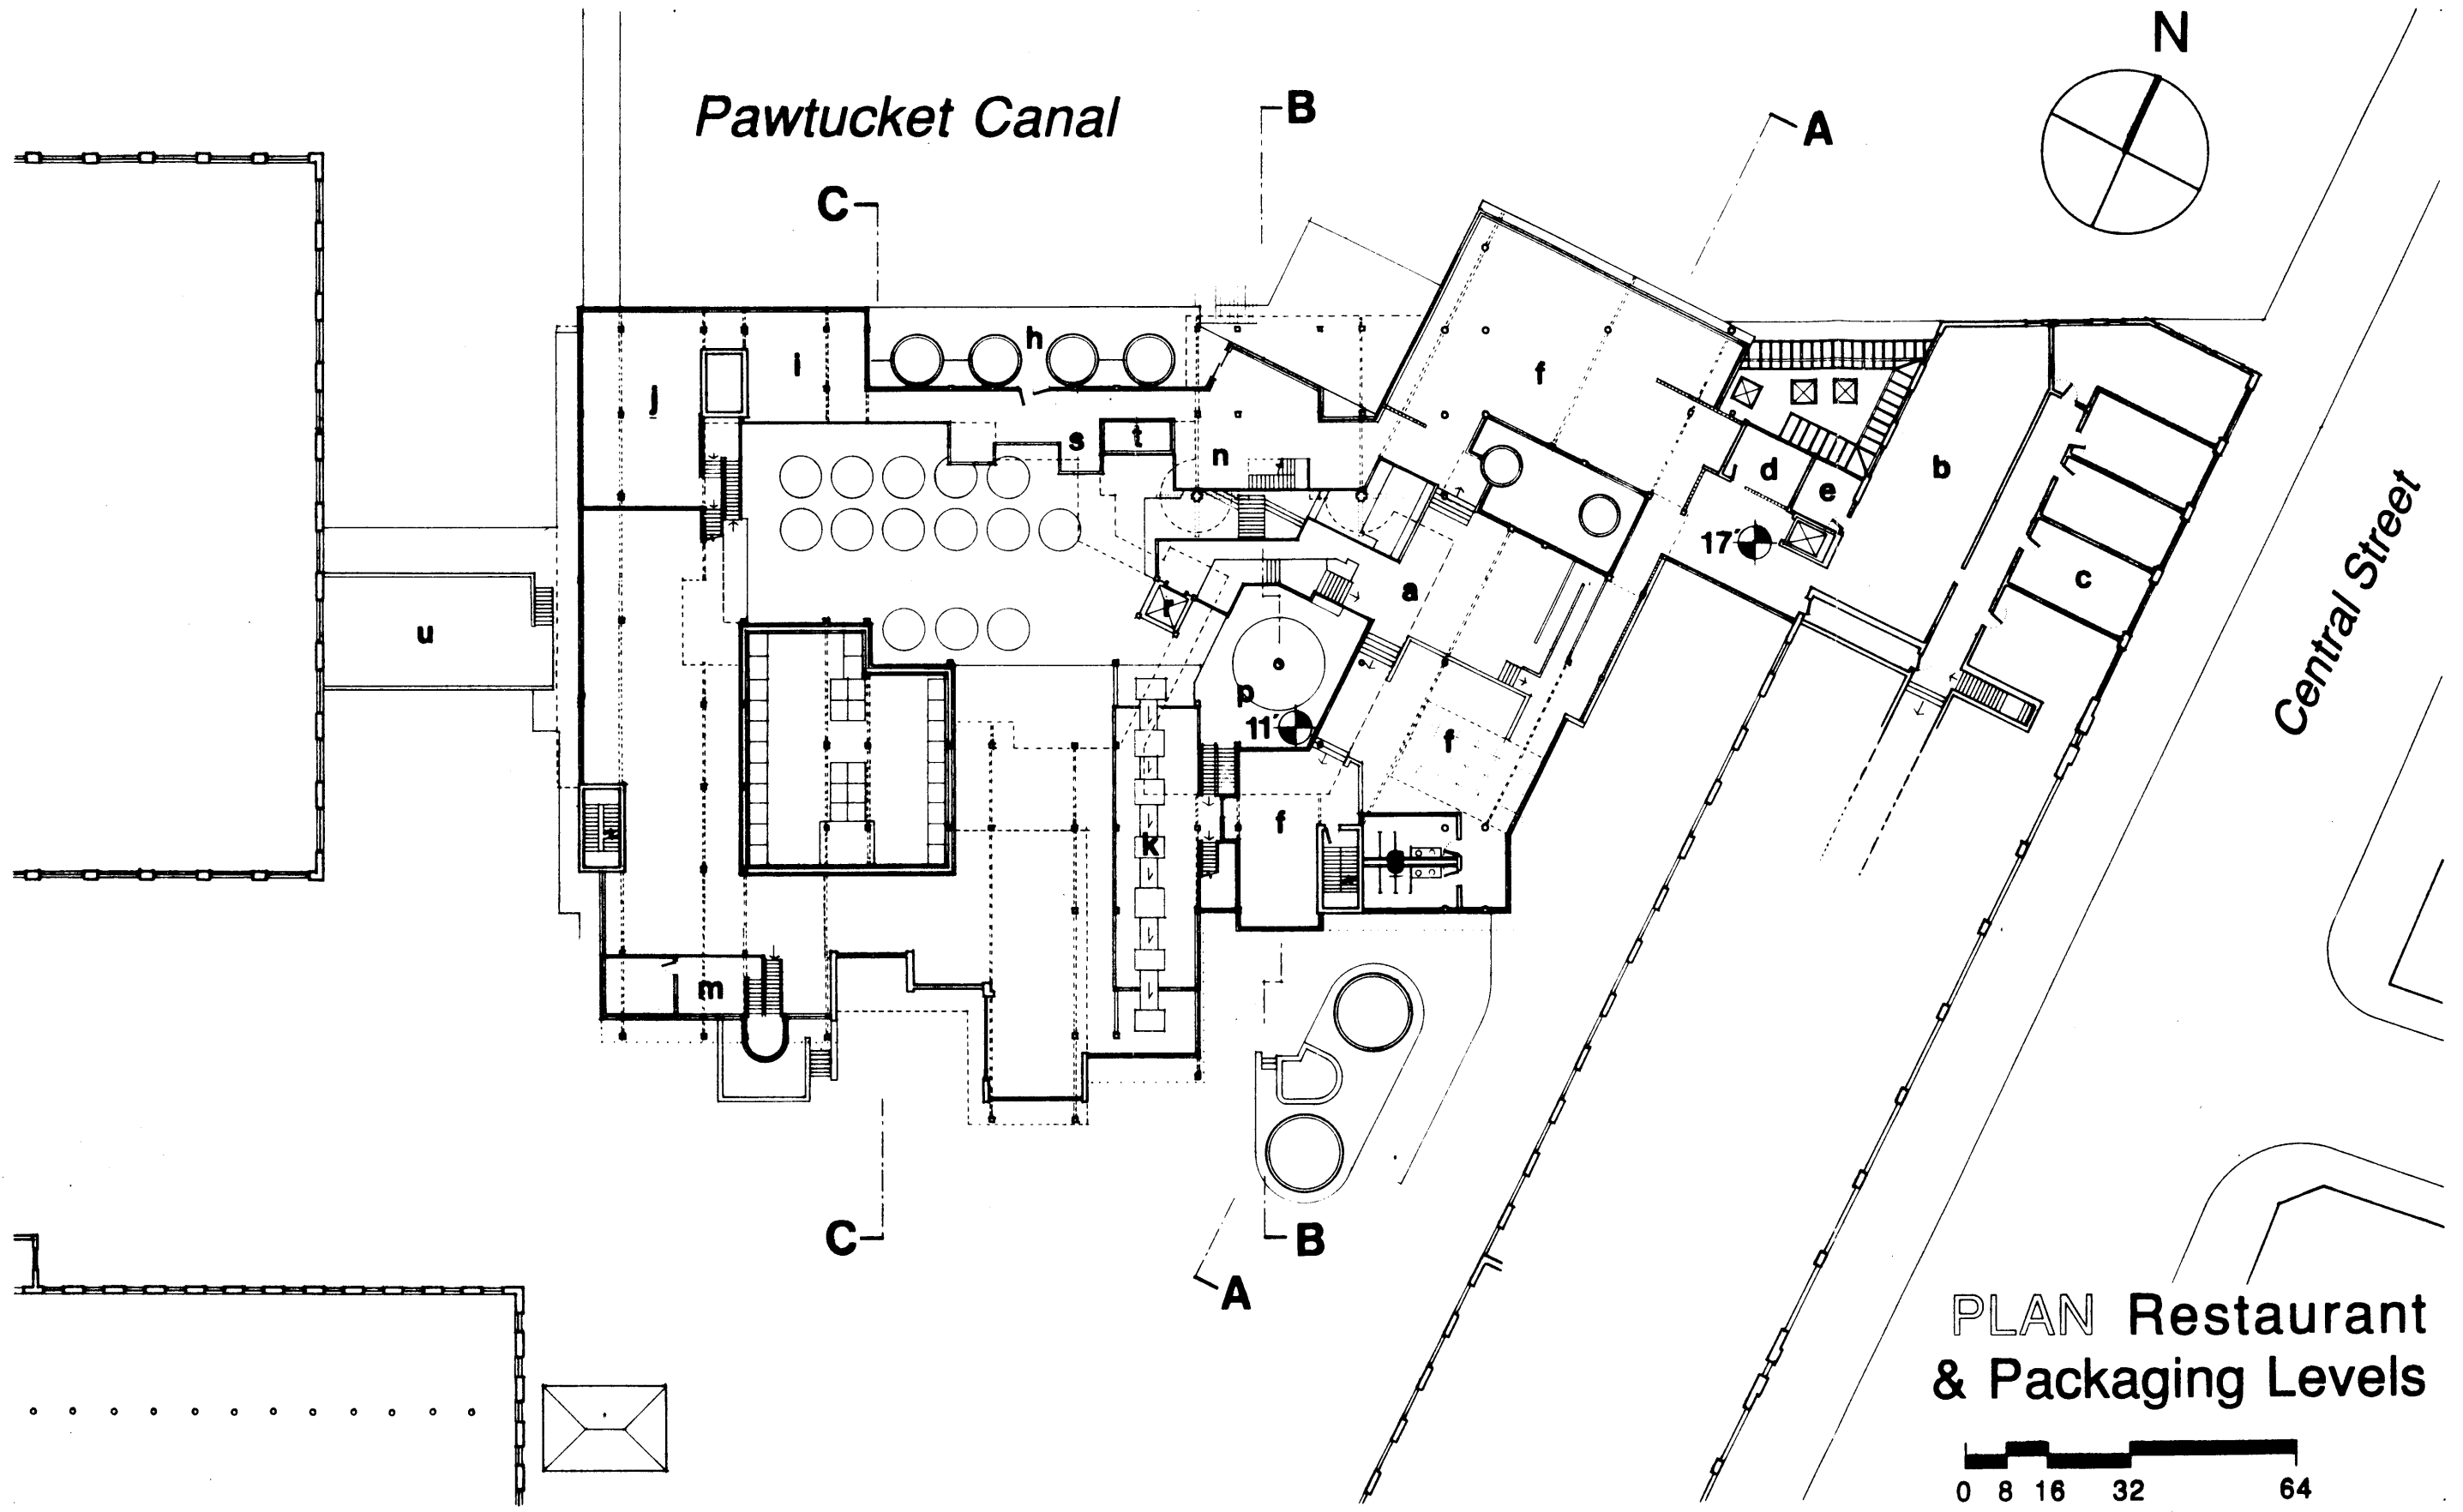 N
Pawtucket Canal
B
A
C
h
i
f
j
s
t
n
d
b
e
17'
c
a
r
u
Central Street
p
11'
f
f
k
m
C
B
A
PLAN Restaurant
& Packaging Levels
0 8 16 32 64